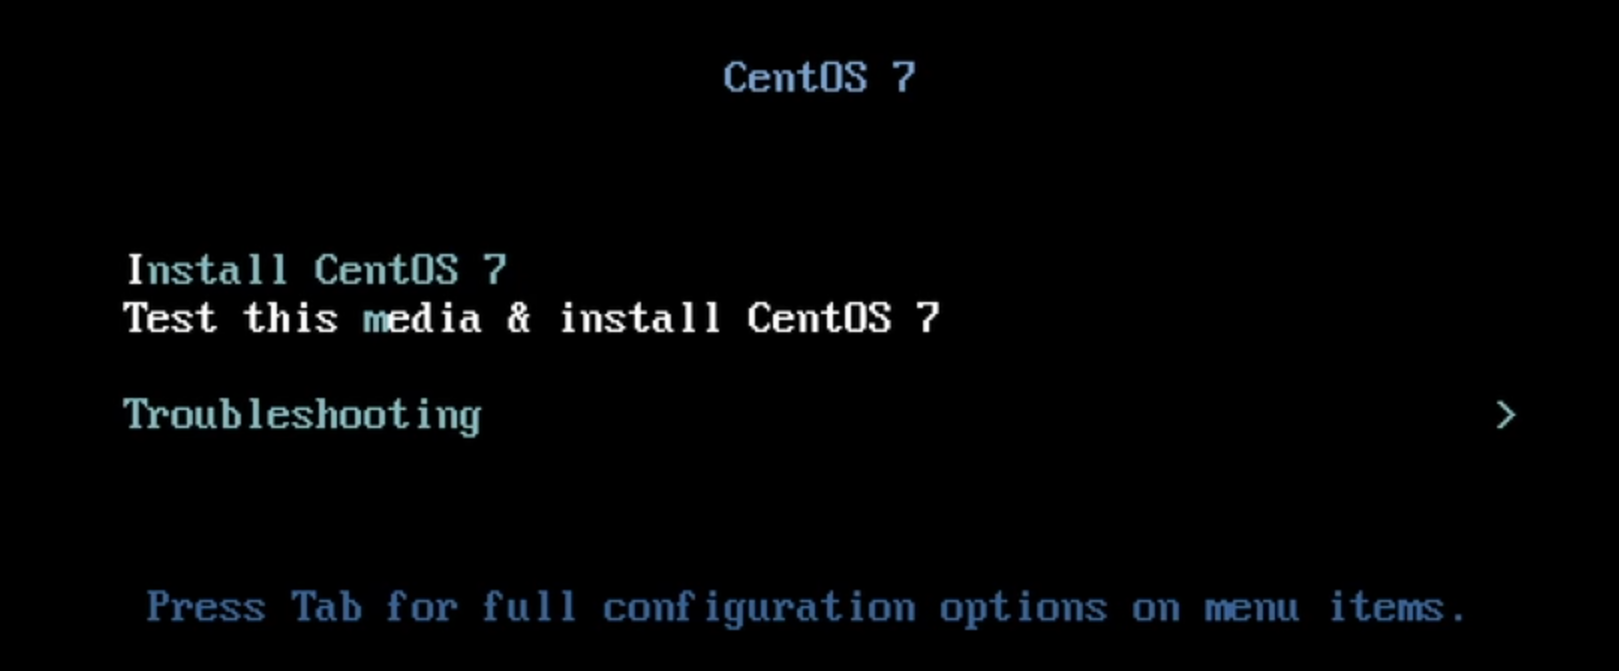 CentOS 7
Install CentOS 7
Test this media & install CentOS 7
Troubleshooting >
Press Tab for full configuration options on menu items.